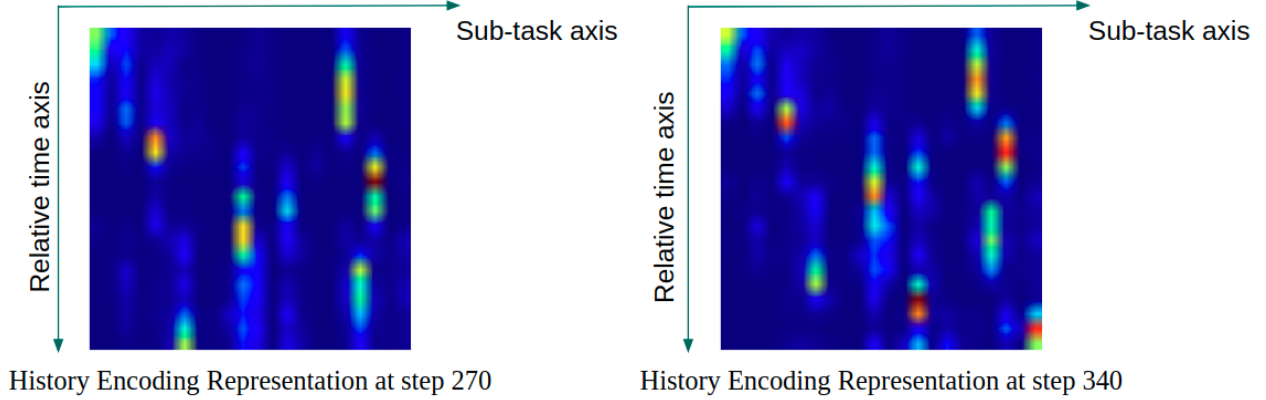 Sub-task axis
Relative time axis
History Encoding Representation at step 270
Sub-task axis
Relative time axis
History Encoding Representation at step 340